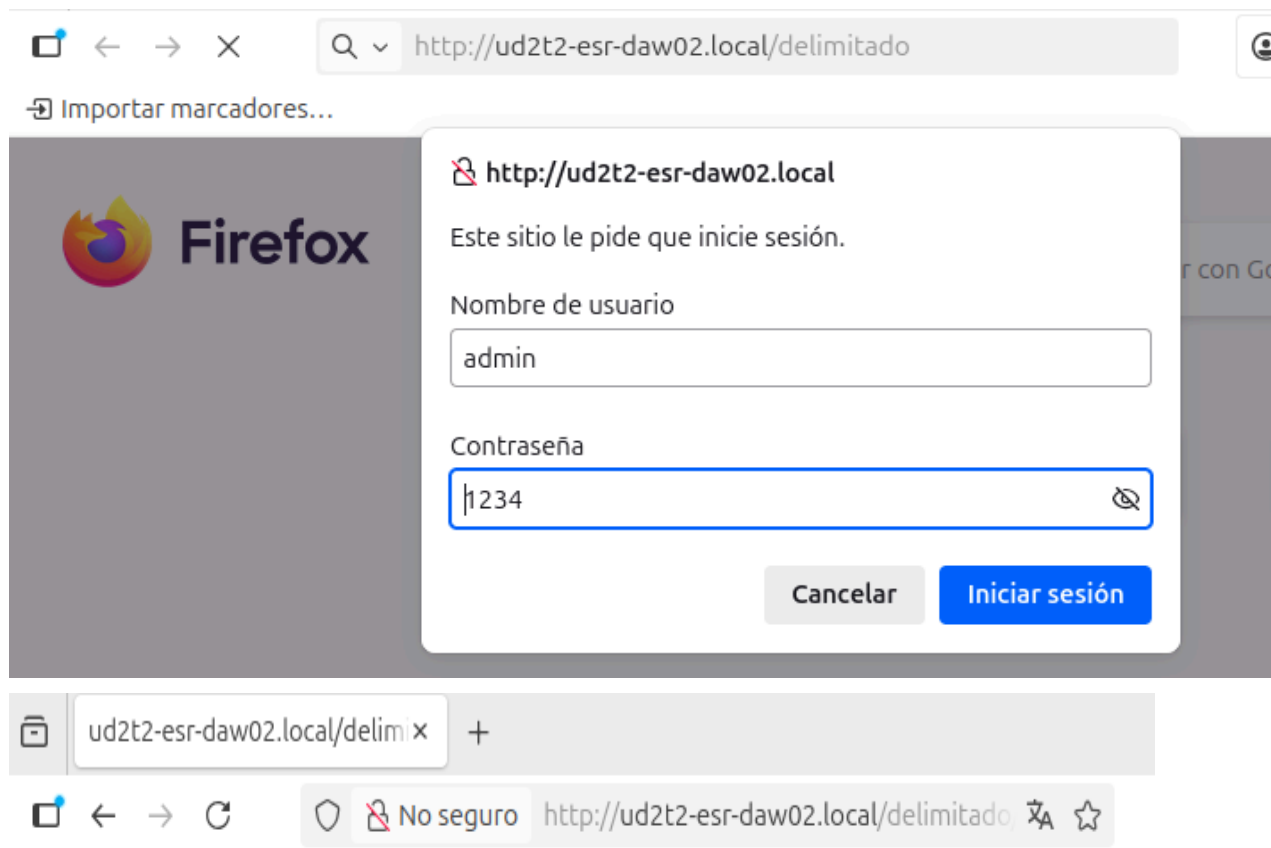 http://ud2t2-esr-daw02.local/delimitado
Importar marcadores...
http://ud2t2-esr-daw02.local
Este sitio le pide que inicie sesión.
Firefox
r con Go
Nombre de usuario
admin
Contraseña
1234
Cancelar Iniciar sesión
ud2t2-esr-daw02.local/delimi
No seguro http://ud2t2-esr-daw02.local/delimitado